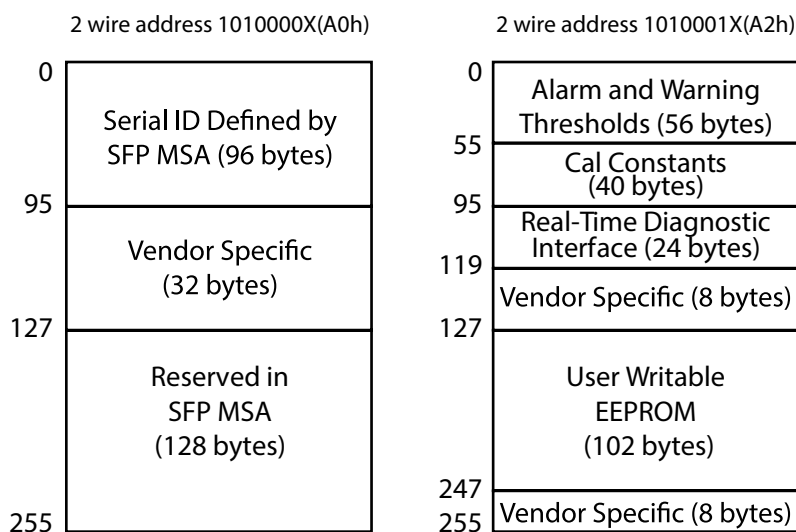 2 wire address 1010000X(A0h)
0
Serial ID Defined by
SFP MSA (96 bytes)
95
Vendor Specific
(32 bytes)
127
Reserved in
SFP MSA
(128 bytes)
255
2 wire address 1010001X(A2h)
0
Alarm and Warning
Thresholds (56 bytes)
55
Cal Constants
(40 bytes)
95
Real-Time Diagnostic
Interface (24 bytes)
119
Vendor Specific (8 bytes)
127
User Writable
EEPROM
(102 bytes)
247
Vendor Specific (8 bytes)
255